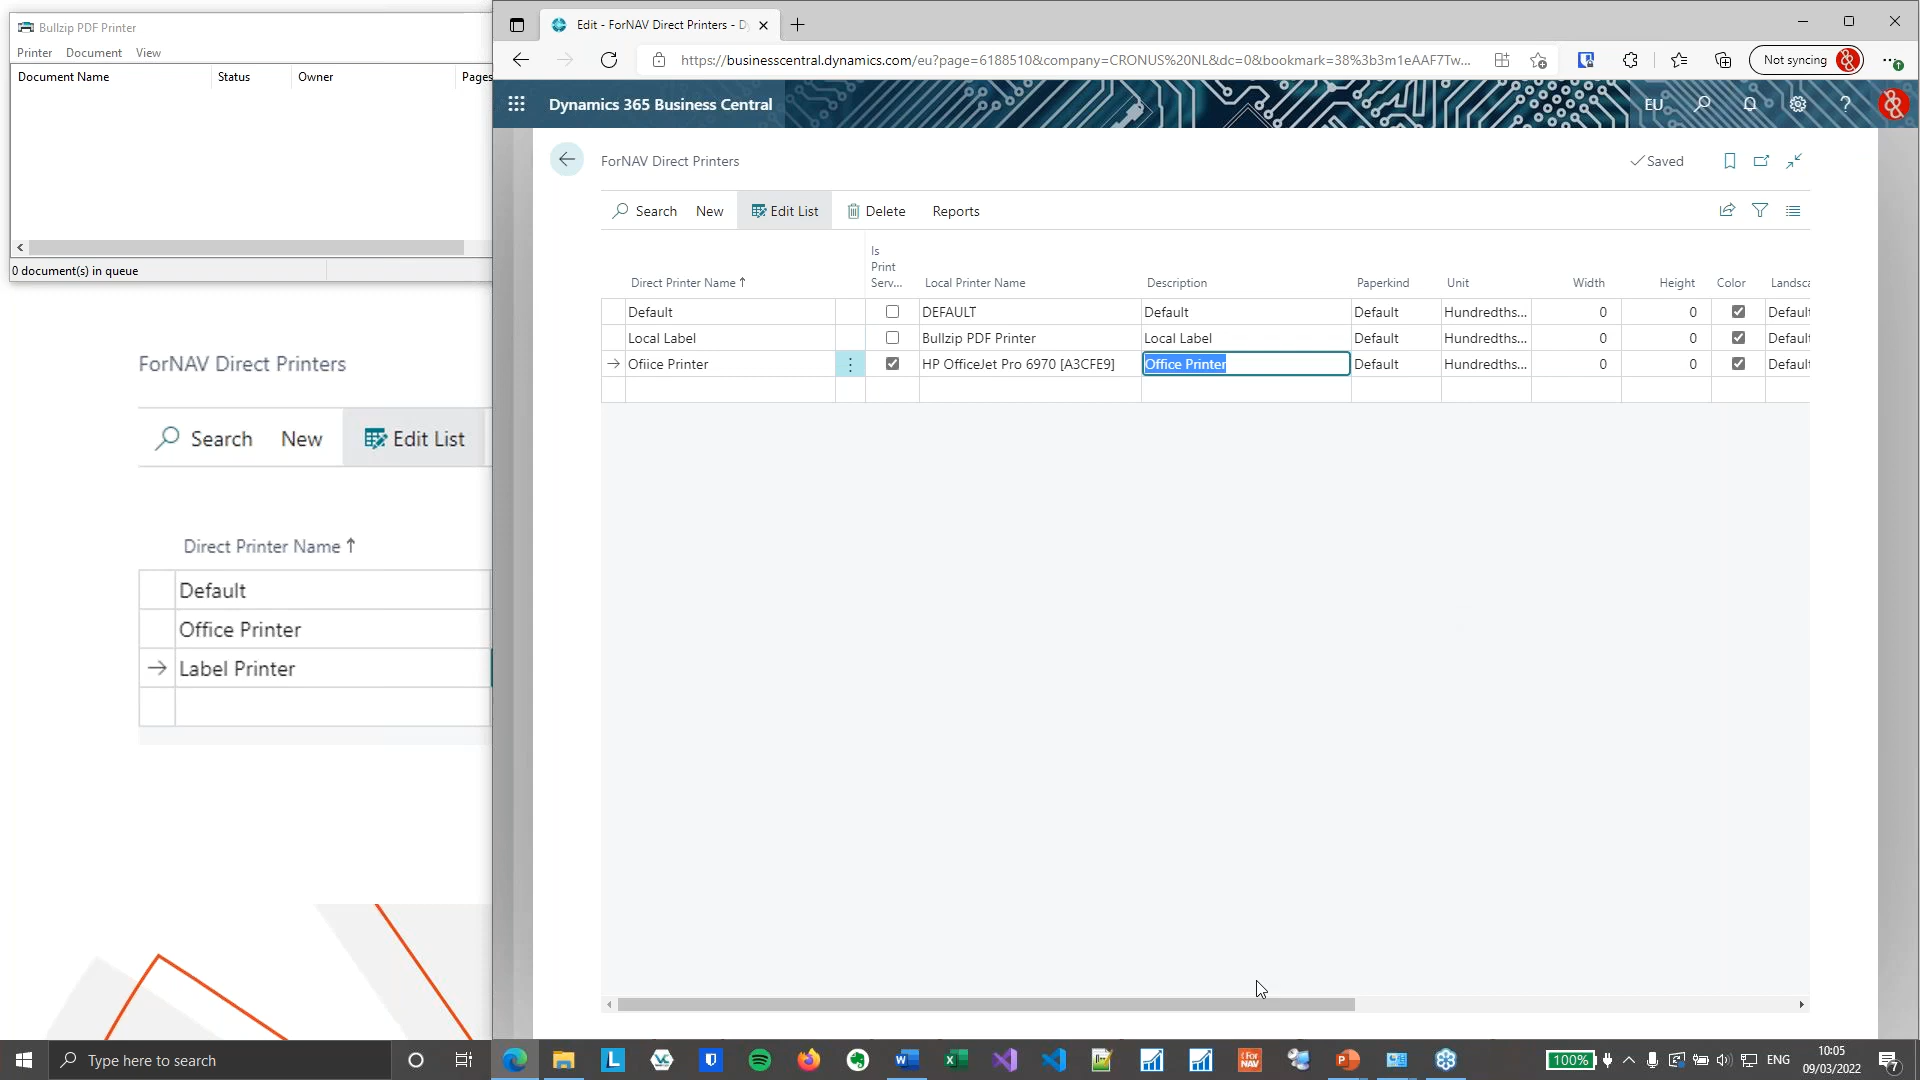 Bullzip PDF Printer
Printer Document View
Document Name Status Owner Pages
0 document(s) in queue
ForNAV Direct Printers
Search New Edit List
Direct Printer Name ↑
Default
Office Printer
→ Label Printer
Edit - ForNAV Direct Printers - D
https://businesscentral.dynamics.com/eu?page=6188510&company=CRONUS%20NL&dc=0&bookmark=38%3b3m1eAAF7Tw...
Not syncing
Dynamics 365 Business Central
EU
ForNAV Direct Printers
Saved
Search New Edit List Delete Reports
Direct Printer Name ↑ Is Print Serv... Local Printer Name Description Paperkind Unit Width Height Color Landsca
Default DEFAULT Default Default Hundredths... 0 0 Default
Local Label Bullzip PDF Printer Local Label Default Hundredths... 0 0 Default
→ Ofiice Printer HP OfficeJet Pro 6970 [A3CFE9] Office Printer Default Hundredths... 0 0 Default
Type here to search
L
ForNAV
100%
ENG
10:05
09/03/2022
7